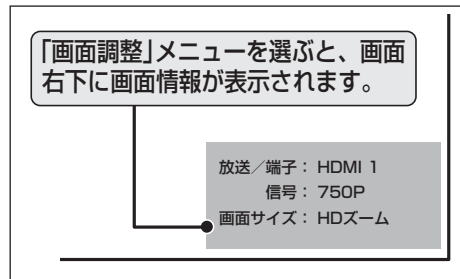 「画面調整」メニューを選ぶと、画面
右下に画面情報が表示されます。
放送／端子： HDMI 1
信号： 750P
画面サイズ： HDズーム